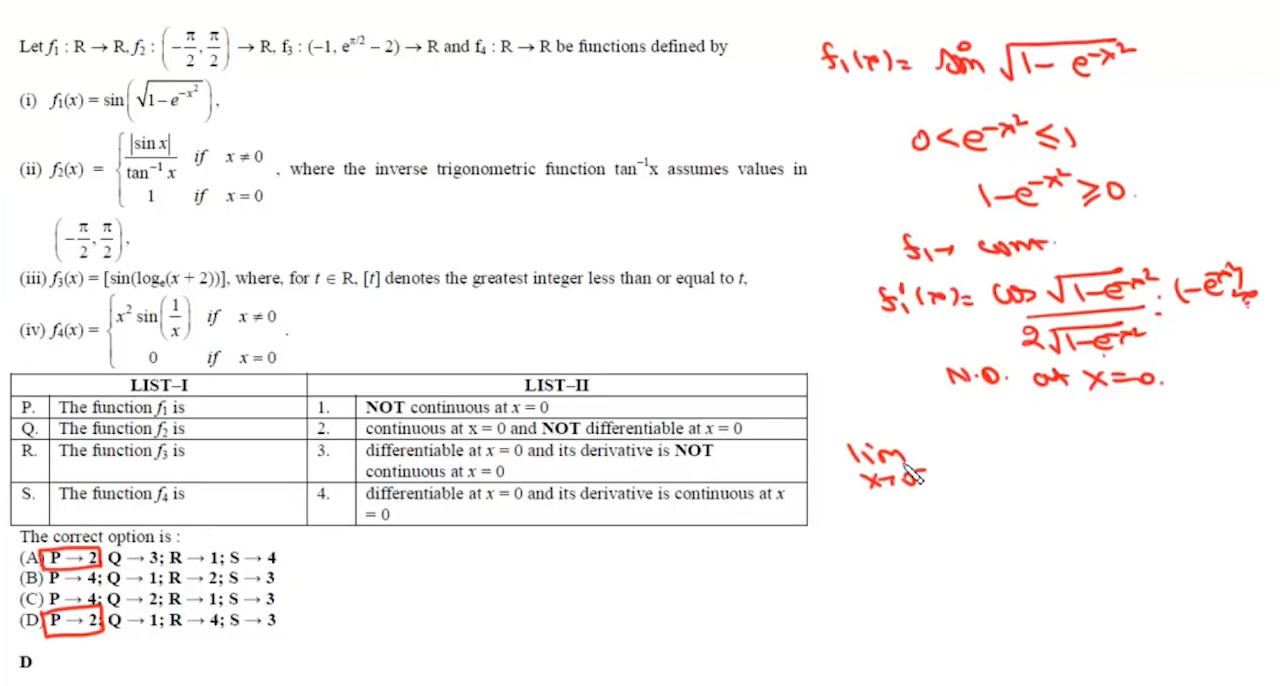 Let f₁ : R → R, f₂ : (−π/2, π/2) → R, f₃ : (−1, e^{π/2} − 2) → R and f₄ : R → R be functions defined by
(i) f₁(x) = sin(√(1−e^{−x²})),
(ii) f₂(x) = { |sin x| / tan⁻¹ x if x ≠ 0
1 if x = 0 , where the inverse trigonometric function tan⁻¹x assumes values in
(−π/2, π/2),
(iii) f₃(x) = [sin(logₑ(x + 2))], where, for t ∈ R, [t] denotes the greatest integer less than or equal to t,
(iv) f₄(x) = { x² sin(1/x) if x ≠ 0
0 if x = 0 .
LIST–I LIST–II
P. The function f₁ is 1. NOT continuous at x = 0
Q. The function f₂ is 2. continuous at x = 0 and NOT differentiable at x = 0
R. The function f₃ is 3. differentiable at x = 0 and its derivative is NOT
continuous at x = 0
S. The function f₄ is 4. differentiable at x = 0 and its derivative is continuous at x
= 0
The correct option is :
(A) P → 2; Q → 3; R → 1; S → 4
(B) P → 4; Q → 1; R → 2; S → 3
(C) P → 4; Q → 2; R → 1; S → 3
(D) P → 2; Q → 1; R → 4; S → 3
D
f₁(x) = sin √(1− e^{−x²})
0 < e^{−x²} ≤ 1
1−e^{−x²} ≥ 0.
f₁ → cont.
f₁'(x) = cos √(1−e^{−x²}) / 2√(1−e^{−x²}) · (−e^{−x²})
N.D. at x=0.
lim
x→0⁻